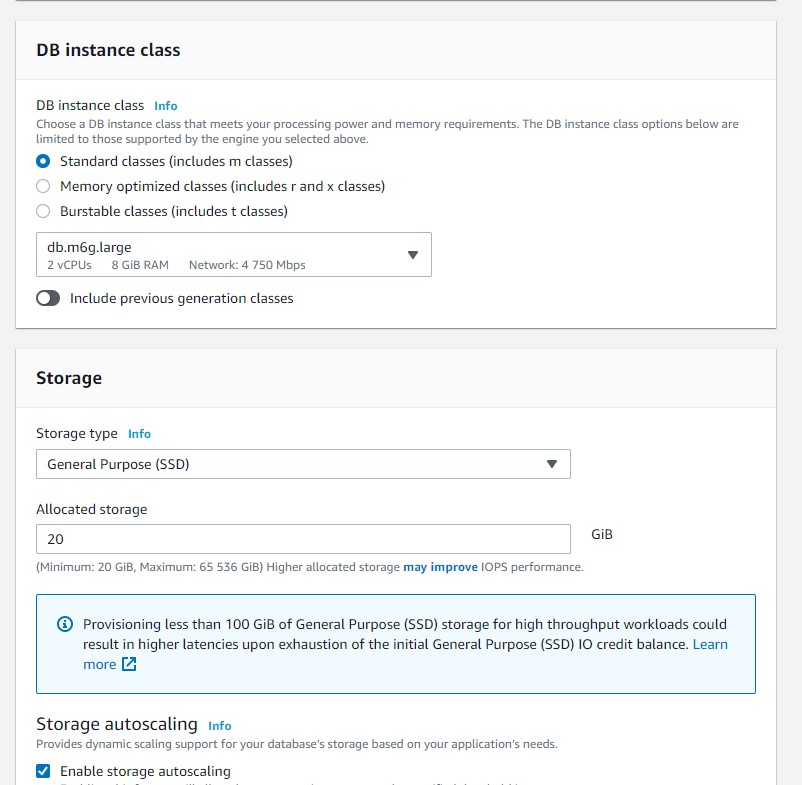 DB instance class
DB instance class Info
Choose a DB instance class that meets your processing power and memory requirements. The DB instance class options below are
limited to those supported by the engine you selected above.
Standard classes (includes m classes)
Memory optimized classes (includes r and x classes)
Burstable classes (includes t classes)
db.m6g.large
2 vCPUs 8 GiB RAM Network: 4 750 Mbps
Include previous generation classes
Storage
Storage type Info
General Purpose (SSD)
Allocated storage
20 GiB
(Minimum: 20 GiB, Maximum: 65 536 GiB) Higher allocated storage may improve IOPS performance.
Provisioning less than 100 GiB of General Purpose (SSD) storage for high throughput workloads could
result in higher latencies upon exhaustion of the initial General Purpose (SSD) IO credit balance. Learn
more
Storage autoscaling Info
Provides dynamic scaling support for your database's storage based on your application's needs.
Enable storage autoscaling